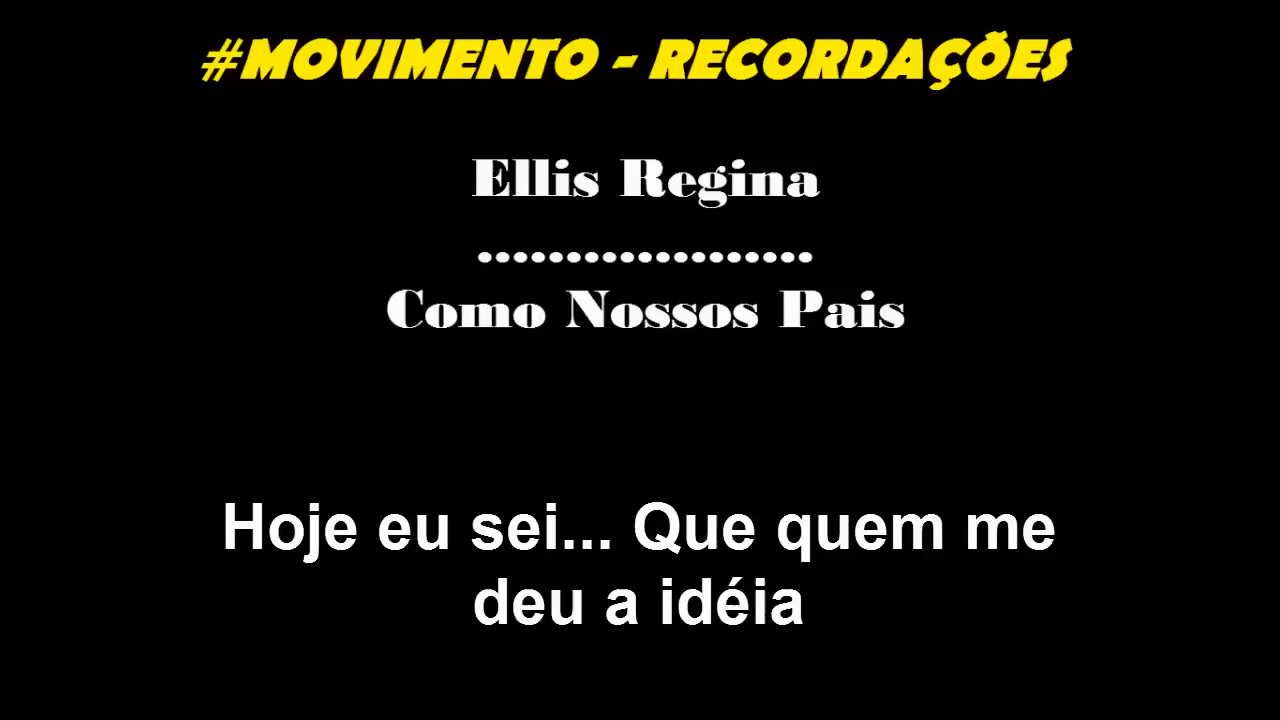 #MOVIMENTO - RECORDAÇÕES
Ellis Regina
...................
Como Nossos Pais
Hoje eu sei... Que quem me
deu a idéia